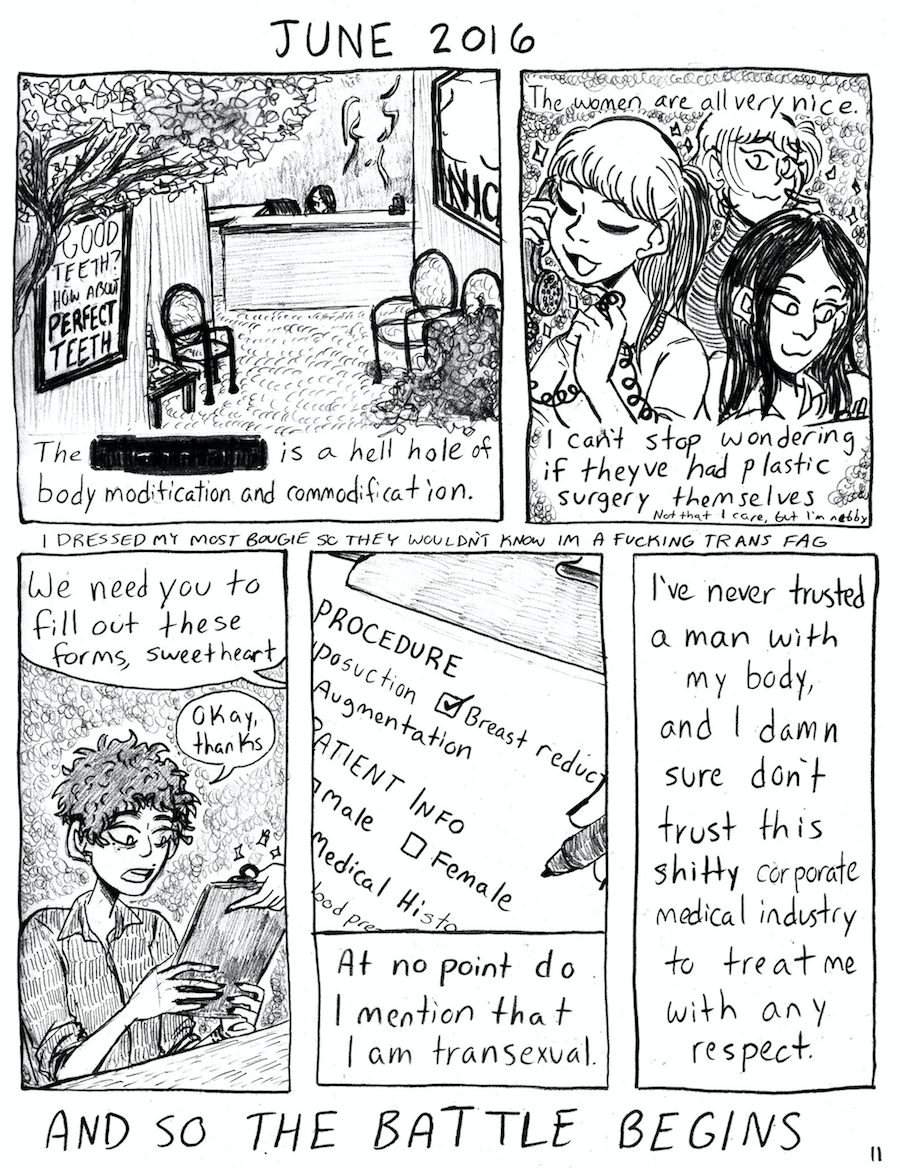 JUNE 2016
GOOD
TEETH?
HOW ABOUT
PERFECT
TEETH
NIC
The is a hell hole of
body modification and commodification.
The women are all very nice.
I can't stop wondering
if theyve had plastic
surgery themselves
Not that I care, but I'm nebby
I DRESSED MY MOST BOUGIE SO THEY WOULDN'T KNOW IM A FUCKING TRANS FAG
We need you to
fill out these
forms, sweetheart
Okay,
thanks
PROCEDURE
iposuction ☑ Breast reduct
Augmentation
PATIENT INFO
male ☐ Female
Medical Histo
lood pre
At no point do
I mention that
I am transexual.
I've never trusted
a man with
my body,
and I damn
sure don't
trust this
shitty corporate
medical industry
to treat me
with any
respect.
AND SO THE BATTLE BEGINS
11